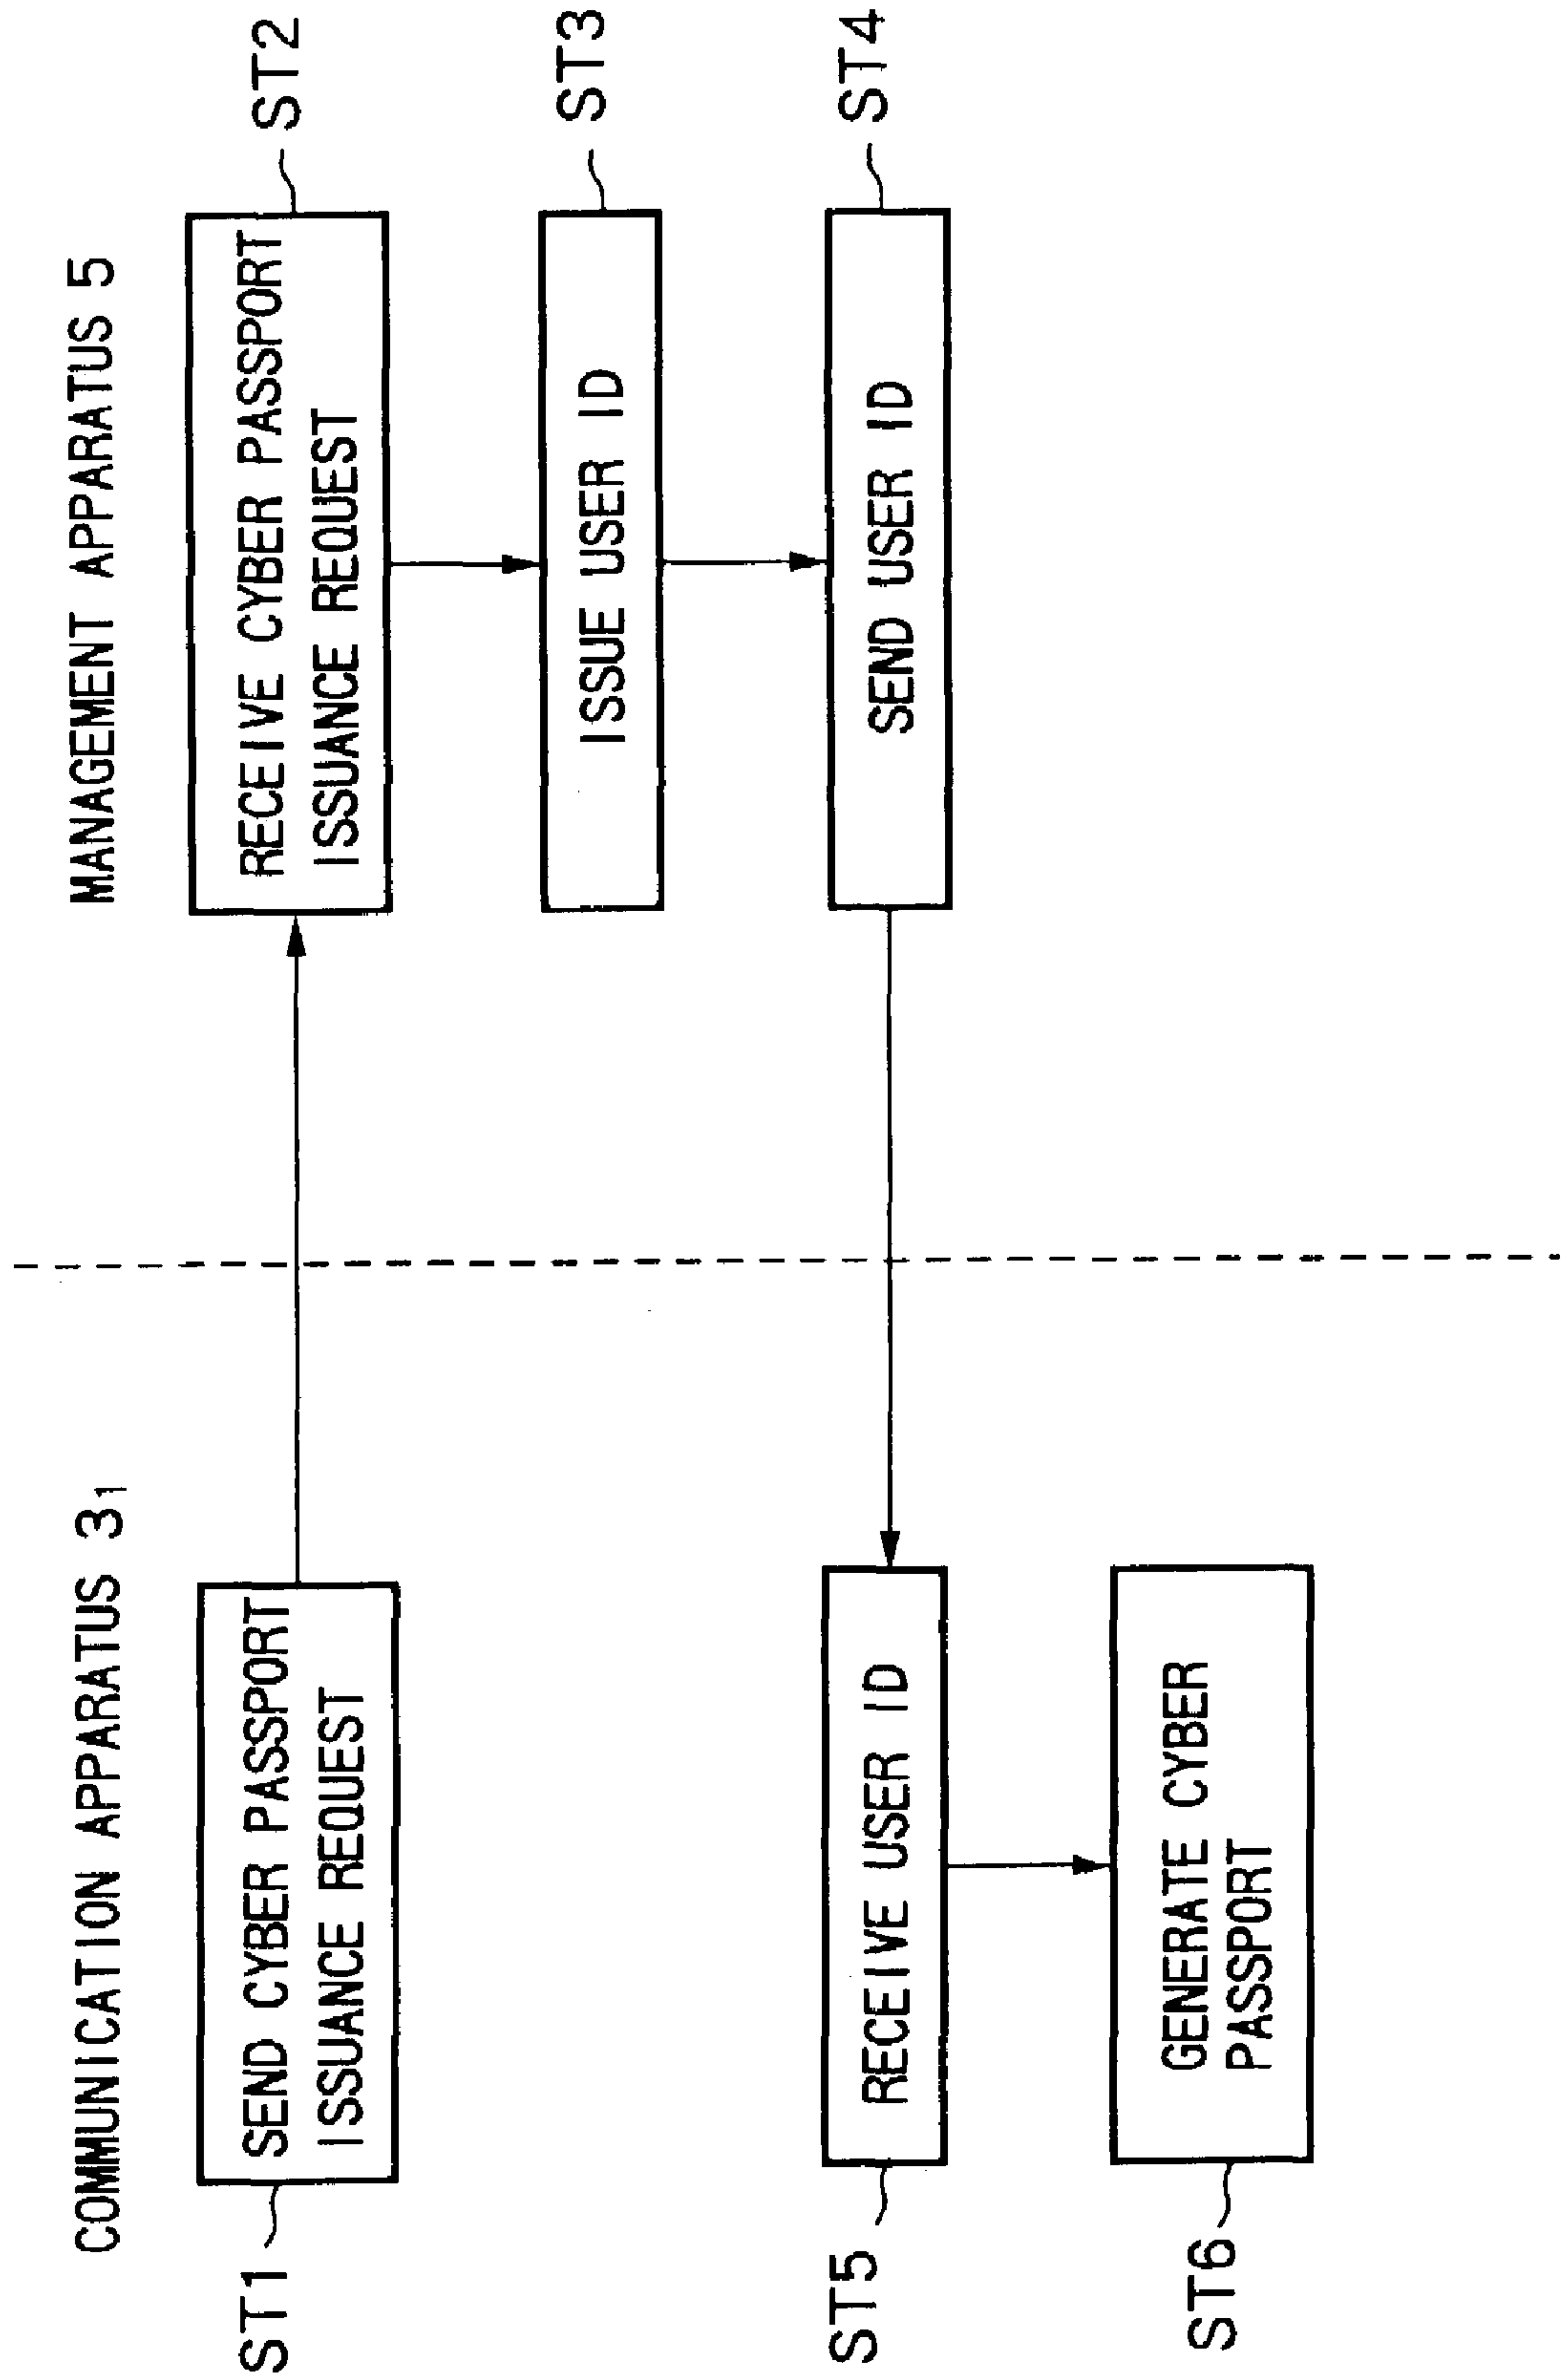 COMMUNICATION APPARATUS 3₁
MANAGEMENT APPARATUS 5
ST1
SEND CYBER PASSPORT
ISSUANCE REQUEST
RECEIVE CYBER PASSPORT
ISSUANCE REQUEST
ST2
ISSUE USER ID
ST3
SEND USER ID
ST4
ST5
RECEIVE USER ID
ST6
GENERATE CYBER
PASSPORT